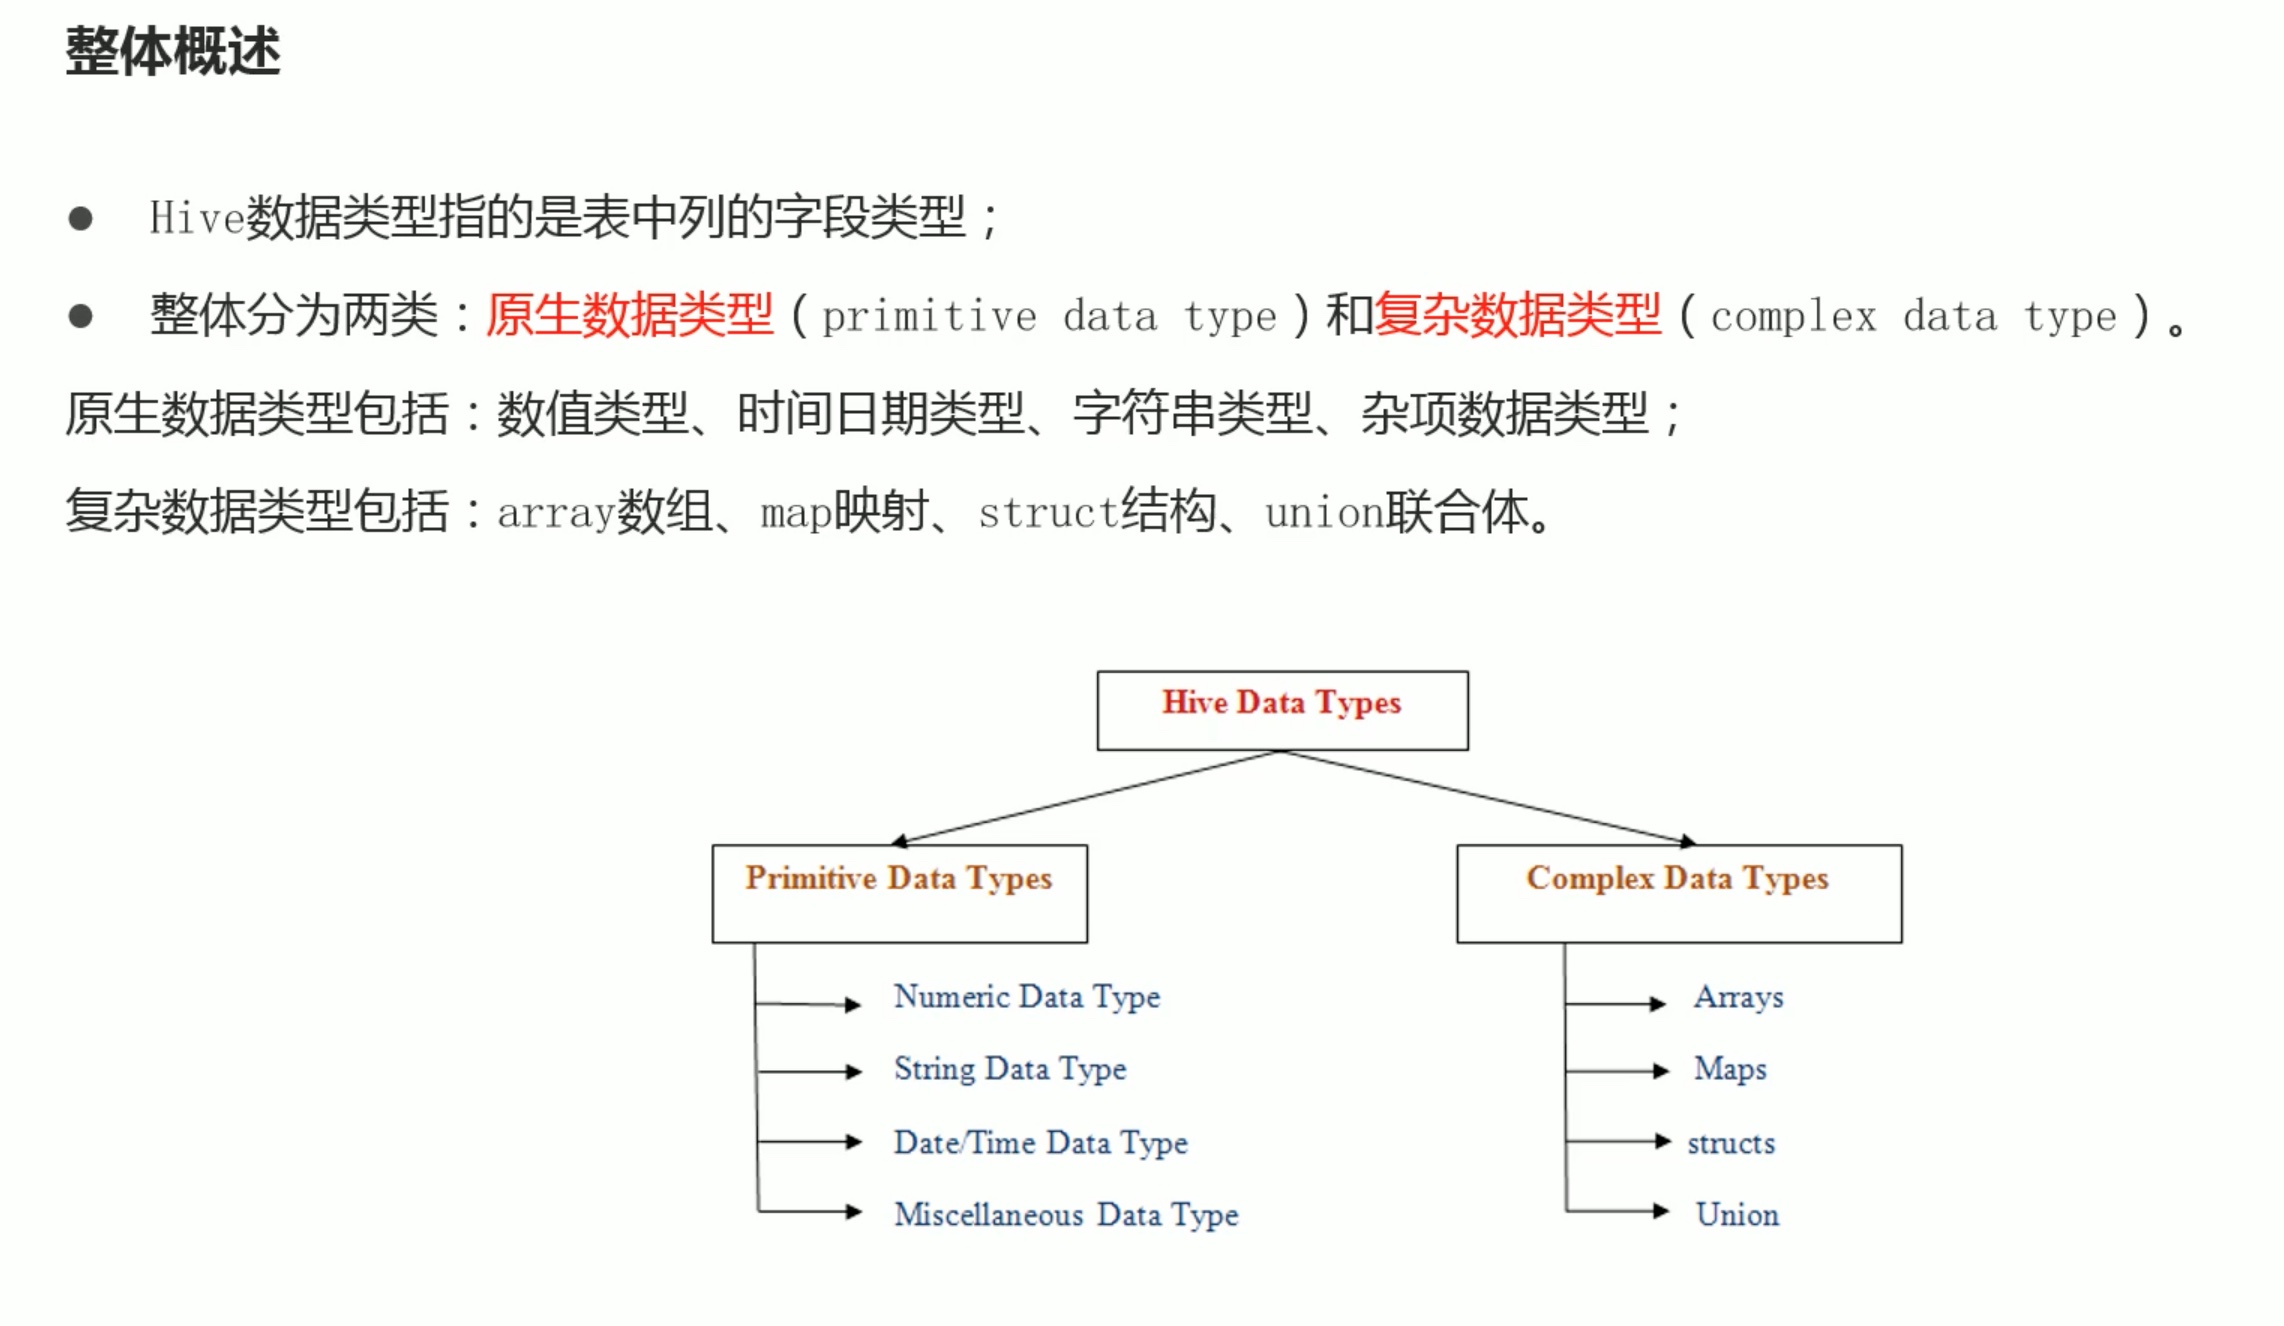 整体概述
● Hive数据类型指的是表中列的字段类型；
● 整体分为两类：原生数据类型（primitive data type）和复杂数据类型（complex data type）。
原生数据类型包括：数值类型、时间日期类型、字符串类型、杂项数据类型；
复杂数据类型包括：array数组、map映射、struct结构、union联合体。
Hive Data Types
Primitive Data Types
Complex Data Types
Numeric Data Type
Arrays
String Data Type
Maps
Date/Time Data Type
structs
Miscellaneous Data Type
Union